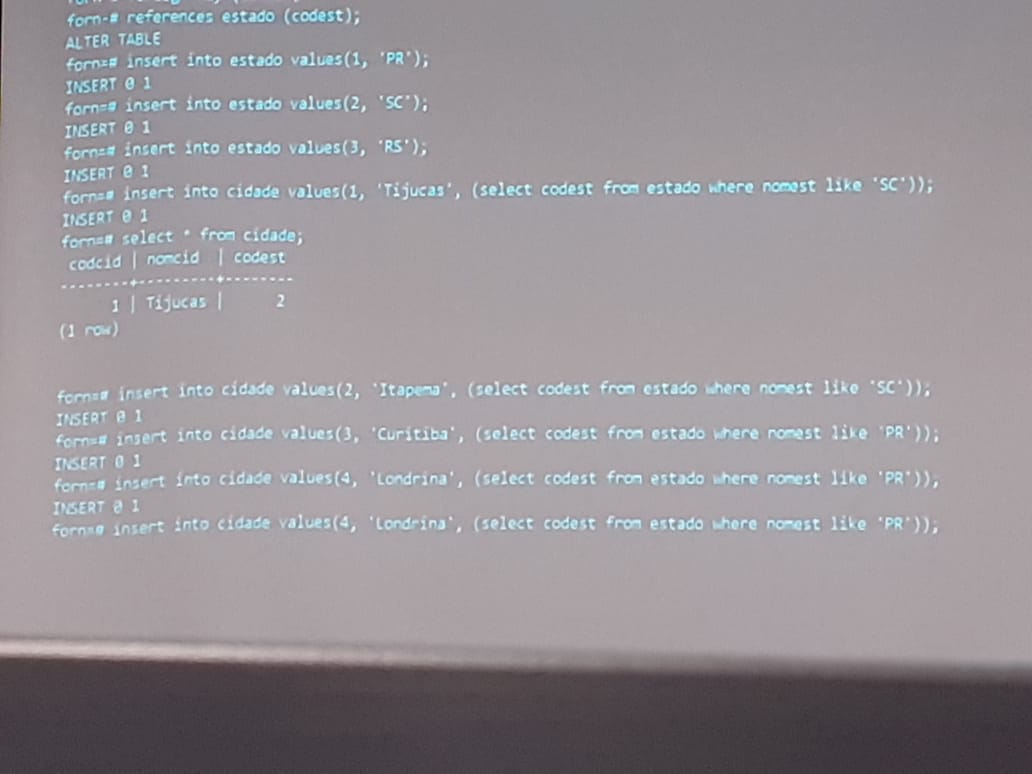 forn-# references estado (codest);
ALTER TABLE
forn=# insert into estado values(1, 'PR');
INSERT 0 1
forn=# insert into estado values(2, 'SC');
INSERT 0 1
forn=# insert into estado values(3, 'RS');
INSERT 0 1
forn=# insert into cidade values(1, 'Tijucas', (select codest from estado where nomest like 'SC'));
INSERT 0 1
forn=# select * from cidade;
codcid | nomcid | codest
--------+---------+--------
1 | Tijucas | 2
(1 row)
forn=# insert into cidade values(2, 'Itapema', (select codest from estado where nomest like 'SC'));
INSERT 0 1
forn=# insert into cidade values(3, 'Curitiba', (select codest from estado where nomest like 'PR'));
INSERT 0 1
forn=# insert into cidade values(4, 'Londrina', (select codest from estado where nomest like 'PR'));
INSERT 0 1
forn=# insert into cidade values(4, 'Londrina', (select codest from estado where nomest like 'PR'));